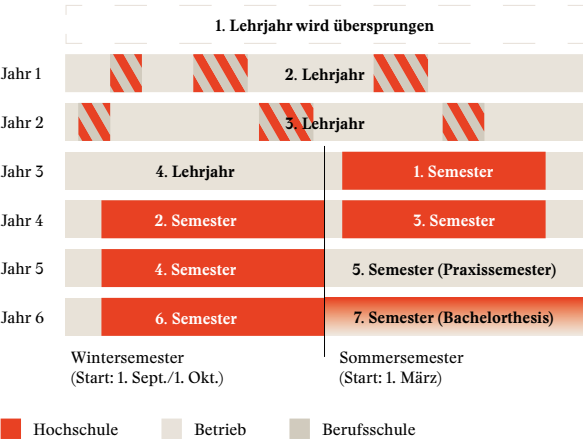 1. Lehrjahr wird übersprungen
Jahr 1
2. Lehrjahr
Jahr 2
3. Lehrjahr
Jahr 3
4. Lehrjahr
1. Semester
Jahr 4
2. Semester
3. Semester
Jahr 5
4. Semester
5. Semester (Praxissemester)
Jahr 6
6. Semester
7. Semester (Bachelorthesis)
Wintersemester
(Start: 1. Sept./1. Okt.)
Sommersemester
(Start: 1. März)
Hochschule
Betrieb
Berufsschule